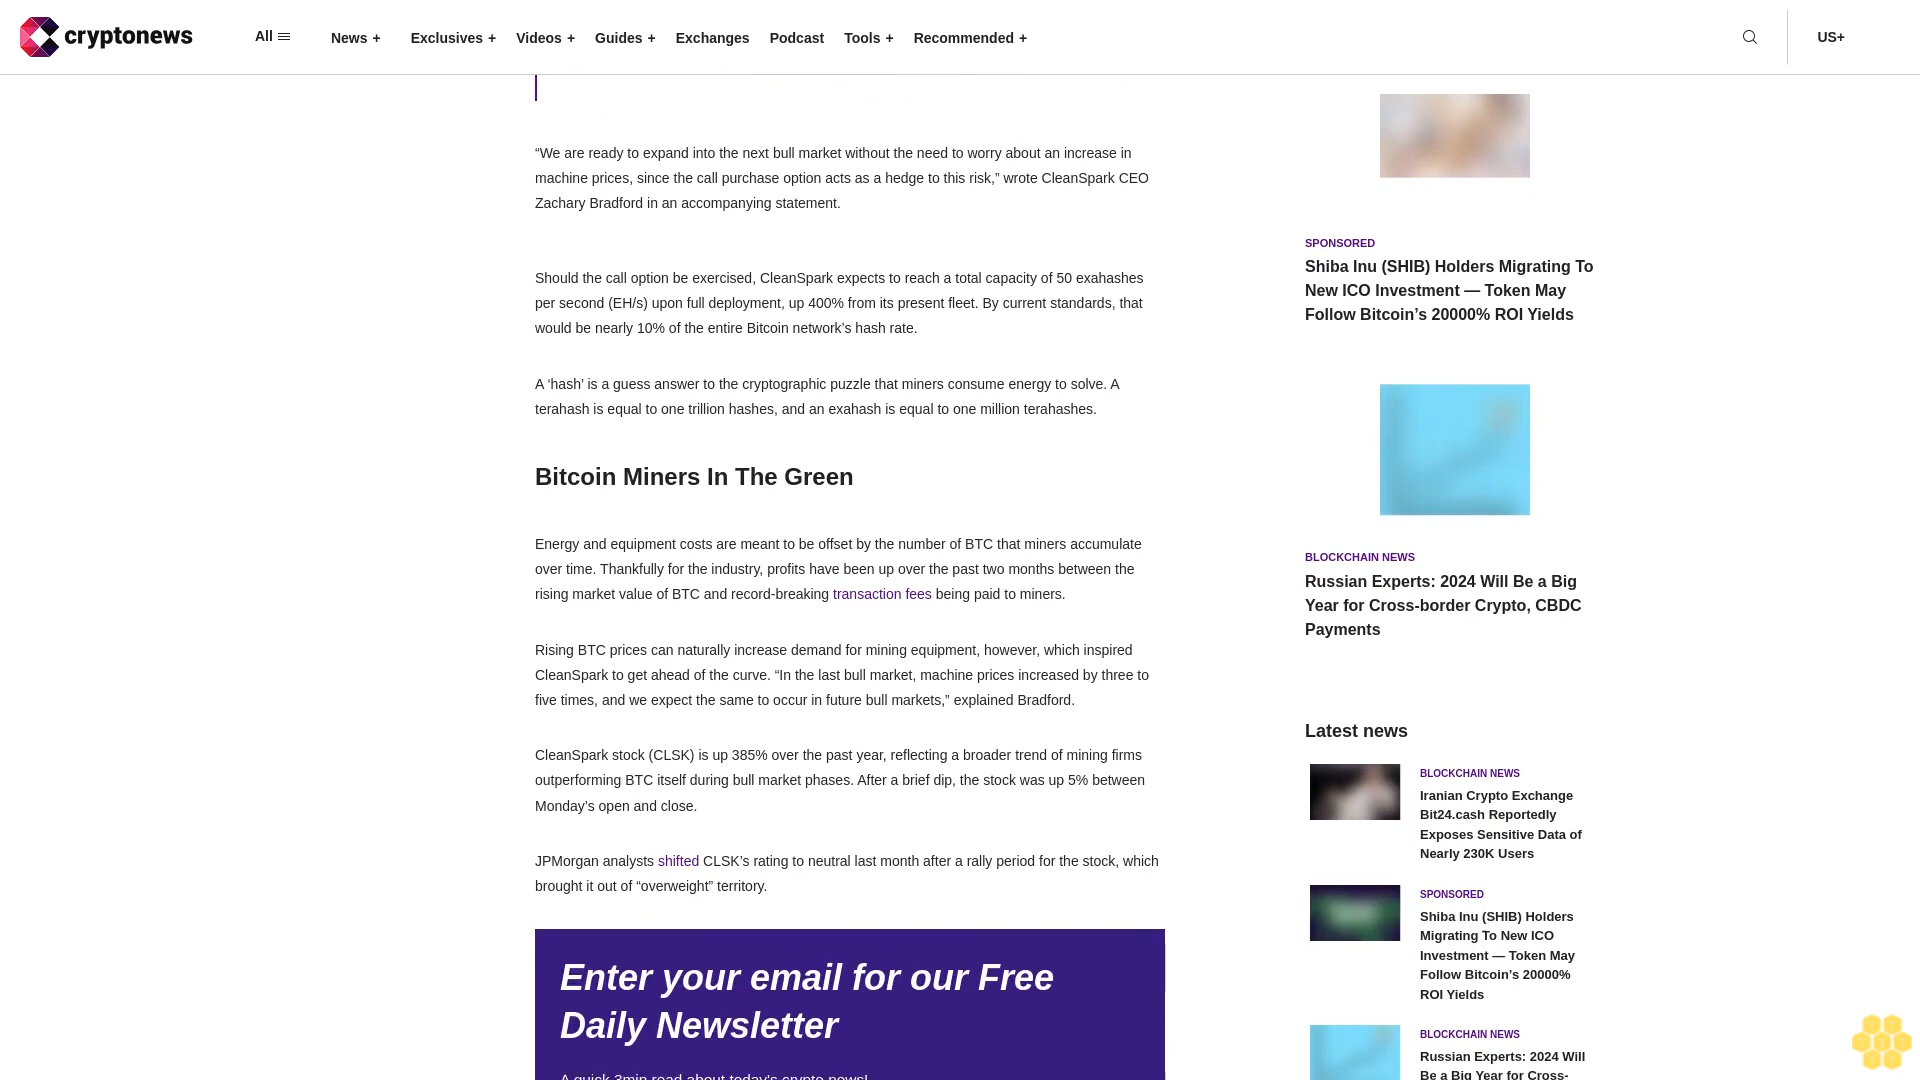 cryptonews
All
News +
Exclusives +
Videos +
Guides +
Exchanges
Podcast
Tools +
Recommended +
US+
“We are ready to expand into the next bull market without the need to worry about an increase in
machine prices, since the call purchase option acts as a hedge to this risk,” wrote CleanSpark CEO
Zachary Bradford in an accompanying statement.
Should the call option be exercised, CleanSpark expects to reach a total capacity of 50 exahashes
per second (EH/s) upon full deployment, up 400% from its present fleet. By current standards, that
would be nearly 10% of the entire Bitcoin network’s hash rate.
A ‘hash’ is a guess answer to the cryptographic puzzle that miners consume energy to solve. A
terahash is equal to one trillion hashes, and an exahash is equal to one million terahashes.
Bitcoin Miners In The Green
Energy and equipment costs are meant to be offset by the number of BTC that miners accumulate
over time. Thankfully for the industry, profits have been up over the past two months between the
rising market value of BTC and record-breaking transaction fees being paid to miners.
Rising BTC prices can naturally increase demand for mining equipment, however, which inspired
CleanSpark to get ahead of the curve. “In the last bull market, machine prices increased by three to
five times, and we expect the same to occur in future bull markets,” explained Bradford.
CleanSpark stock (CLSK) is up 385% over the past year, reflecting a broader trend of mining firms
outperforming BTC itself during bull market phases. After a brief dip, the stock was up 5% between
Monday’s open and close.
JPMorgan analysts shifted CLSK’s rating to neutral last month after a rally period for the stock, which
brought it out of “overweight” territory.
Enter your email for our Free
Daily Newsletter
A quick 3min read about today's crypto news!
SPONSORED
Shiba Inu (SHIB) Holders Migrating To
New ICO Investment — Token May
Follow Bitcoin’s 20000% ROI Yields
BLOCKCHAIN NEWS
Russian Experts: 2024 Will Be a Big
Year for Cross-border Crypto, CBDC
Payments
Latest news
BLOCKCHAIN NEWS
Iranian Crypto Exchange
Bit24.cash Reportedly
Exposes Sensitive Data of
Nearly 230K Users
SPONSORED
Shiba Inu (SHIB) Holders
Migrating To New ICO
Investment — Token May
Follow Bitcoin’s 20000%
ROI Yields
BLOCKCHAIN NEWS
Russian Experts: 2024 Will
Be a Big Year for Cross-